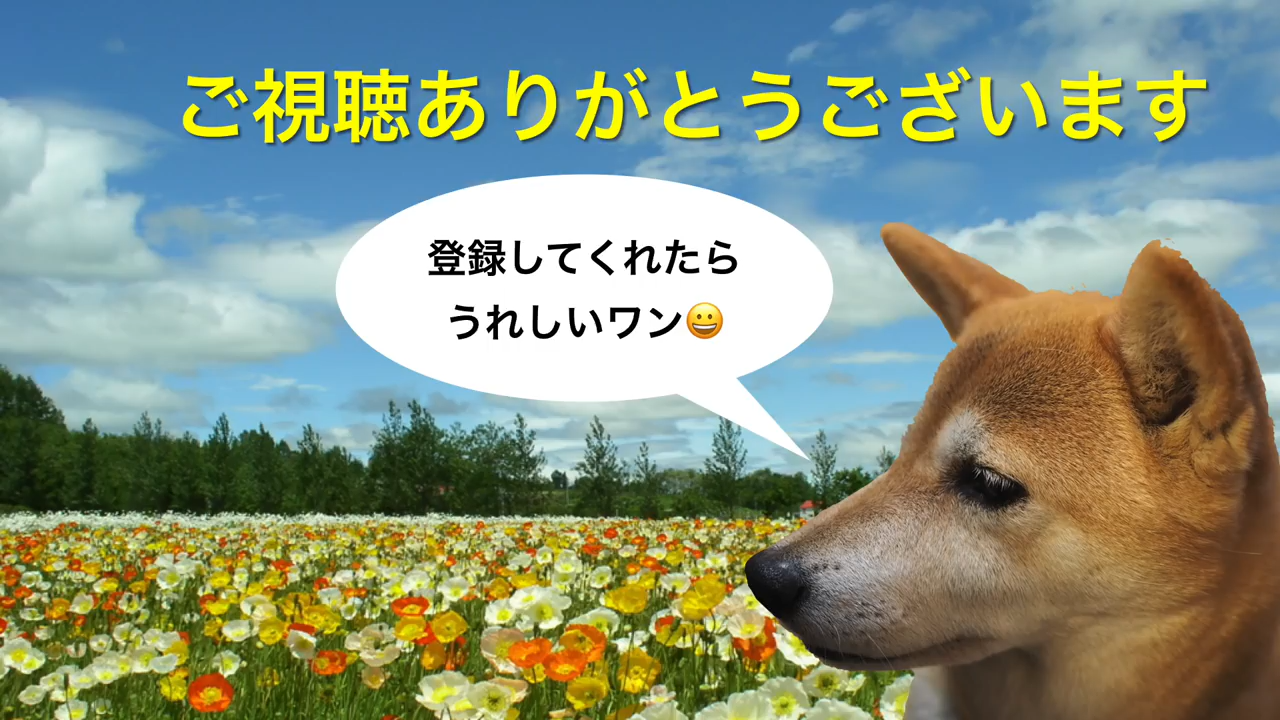 ご視聴ありがとうございます
登録してくれたら
うれしいワン😀